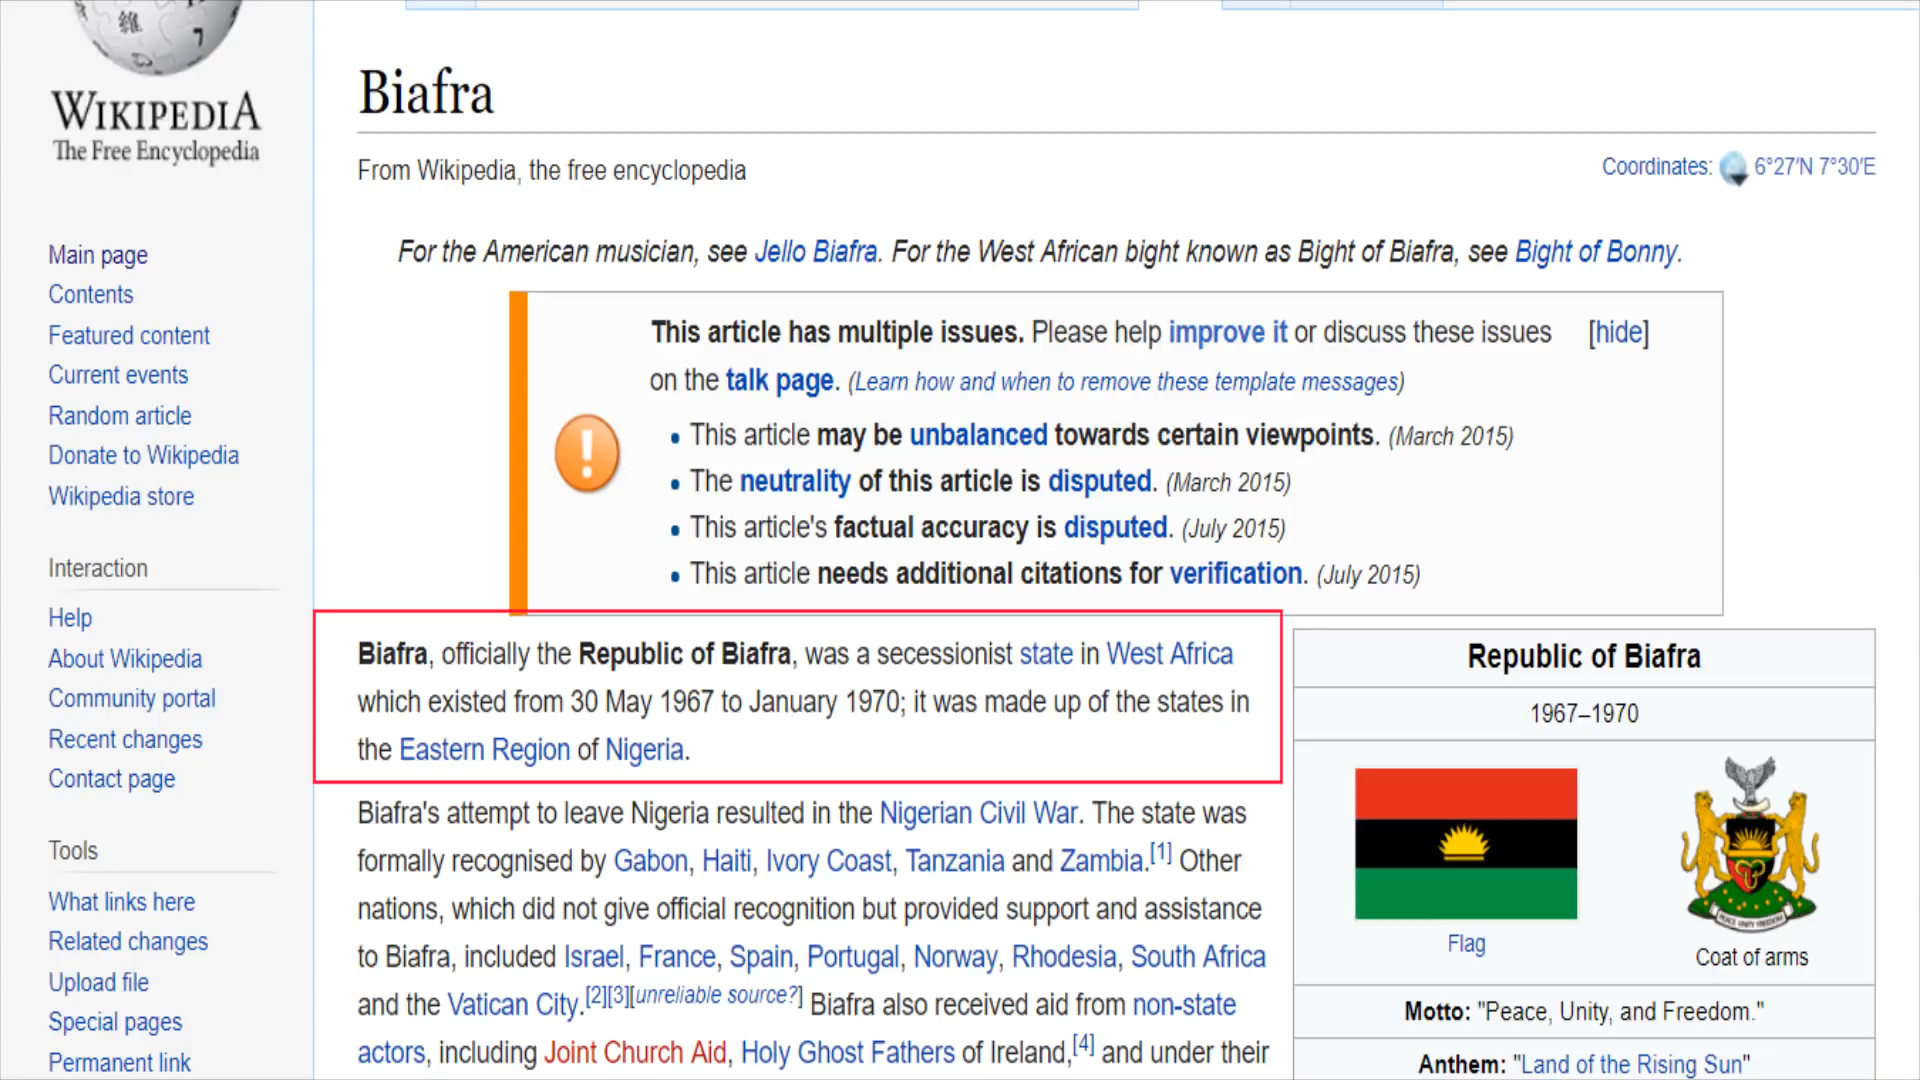 WIKIPEDIA
The Free Encyclopedia
Main page
Contents
Featured content
Current events
Random article
Donate to Wikipedia
Wikipedia store
Interaction
Help
About Wikipedia
Community portal
Recent changes
Contact page
Tools
What links here
Related changes
Upload file
Special pages
Permanent link
Biafra
From Wikipedia, the free encyclopedia
Coordinates: 6°27′N 7°30′E
For the American musician, see Jello Biafra. For the West African bight known as Bight of Biafra, see Bight of Bonny.
This article has multiple issues. Please help improve it or discuss these issues [hide]
on the talk page. (Learn how and when to remove these template messages)
• This article may be unbalanced towards certain viewpoints. (March 2015)
• The neutrality of this article is disputed. (March 2015)
• This article's factual accuracy is disputed. (July 2015)
• This article needs additional citations for verification. (July 2015)
Biafra, officially the Republic of Biafra, was a secessionist state in West Africa
which existed from 30 May 1967 to January 1970; it was made up of the states in
the Eastern Region of Nigeria.
Biafra's attempt to leave Nigeria resulted in the Nigerian Civil War. The state was
formally recognised by Gabon, Haiti, Ivory Coast, Tanzania and Zambia.[1] Other
nations, which did not give official recognition but provided support and assistance
to Biafra, included Israel, France, Spain, Portugal, Norway, Rhodesia, South Africa
and the Vatican City.[2][3][unreliable source?] Biafra also received aid from non-state
actors, including Joint Church Aid, Holy Ghost Fathers of Ireland,[4] and under their
Republic of Biafra
1967–1970
Flag
Coat of arms
Motto: "Peace, Unity, and Freedom."
Anthem: "Land of the Rising Sun"